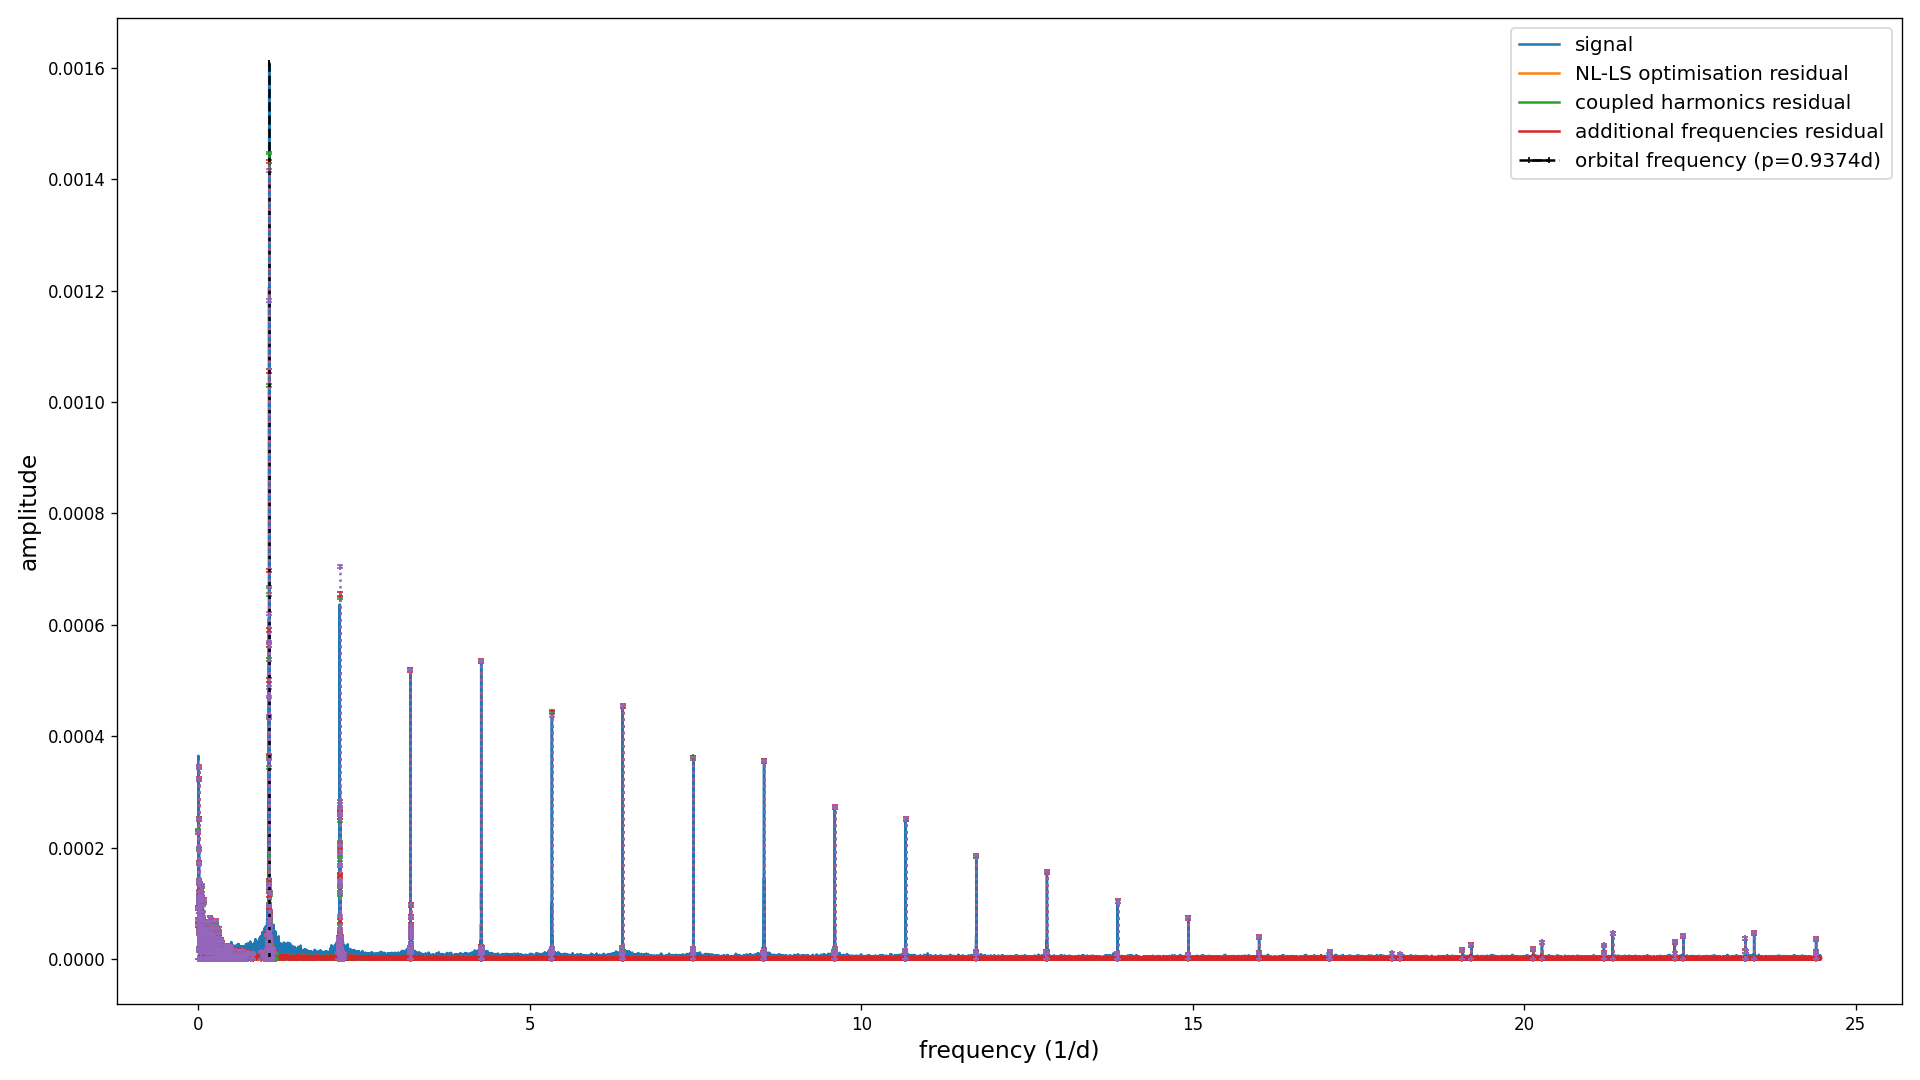 signal
NL-LS optimisation residual
coupled harmonics residual
additional frequencies residual
orbital frequency (p=0.9374d)
amplitude
0.0016
0.0014
0.0012
0.0010
0.0008
0.0006
0.0004
0.0002
0.0000
0 5 10 15 20 25
frequency (1/d)